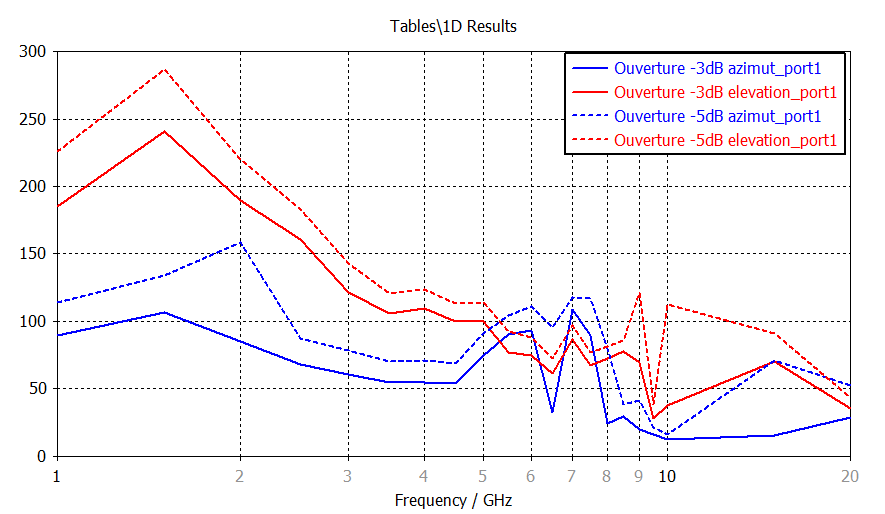 Tables\1D Results
300
250
200
150
100
50
0
Ouverture -3dB azimut_port1
Ouverture -3dB elevation_port1
Ouverture -5dB azimut_port1
Ouverture -5dB elevation_port1
1 2 3 4 5 6 7 8 9 10 20
Frequency / GHz